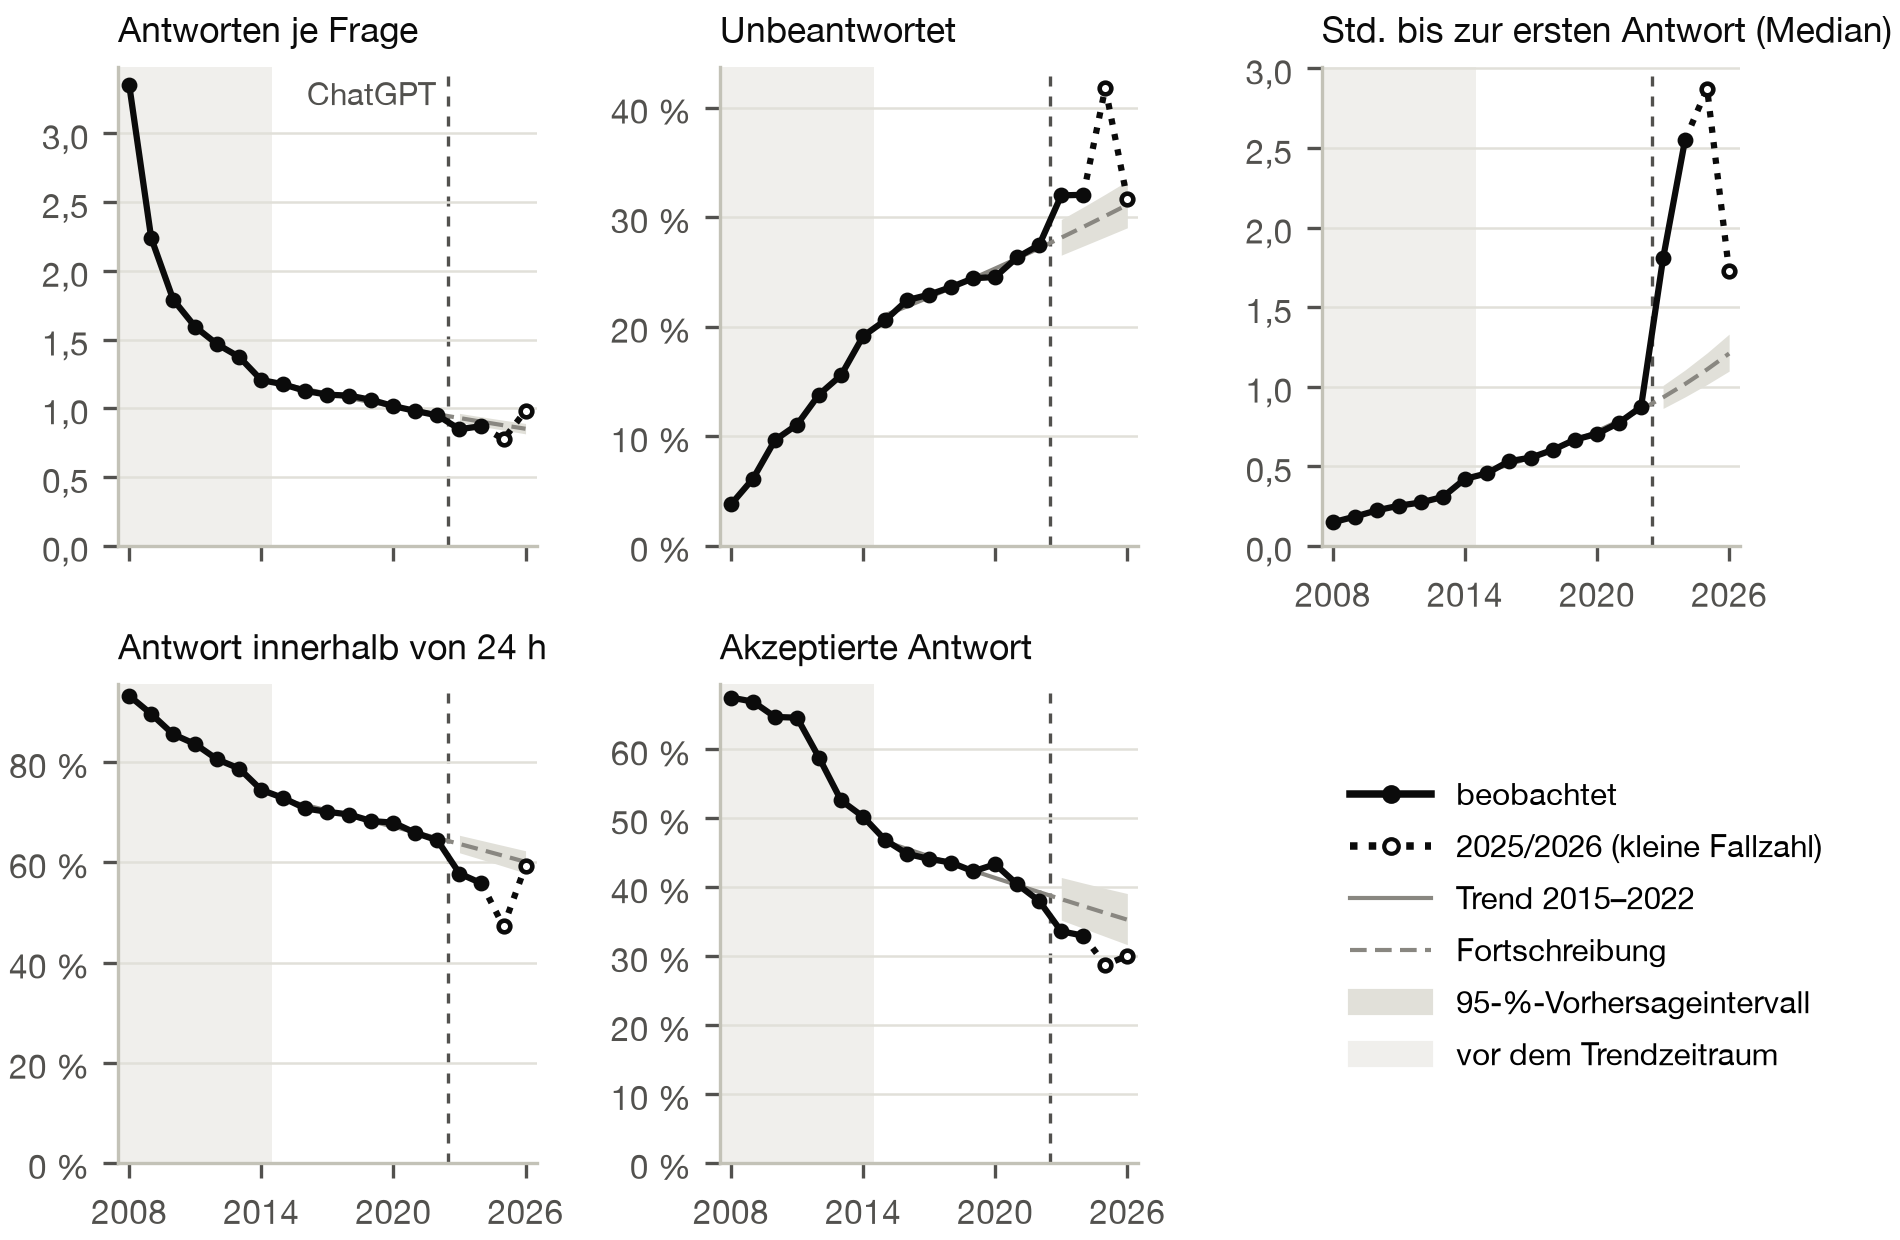 Antworten je Frage
ChatGPT
3,0
2,5
2,0
1,5
1,0
0,5
0,0
Unbeantwortet
40 %
30 %
20 %
10 %
0 %
Std. bis zur ersten Antwort (Median)
3,0
2,5
2,0
1,5
1,0
0,5
0,0
2008 2014 2020 2026
Antwort innerhalb von 24 h
80 %
60 %
40 %
20 %
0 %
2008 2014 2020 2026
Akzeptierte Antwort
60 %
50 %
40 %
30 %
20 %
10 %
0 %
2008 2014 2020 2026
beobachtet
2025/2026 (kleine Fallzahl)
Trend 2015–2022
Fortschreibung
95-%-Vorhersageintervall
vor dem Trendzeitraum